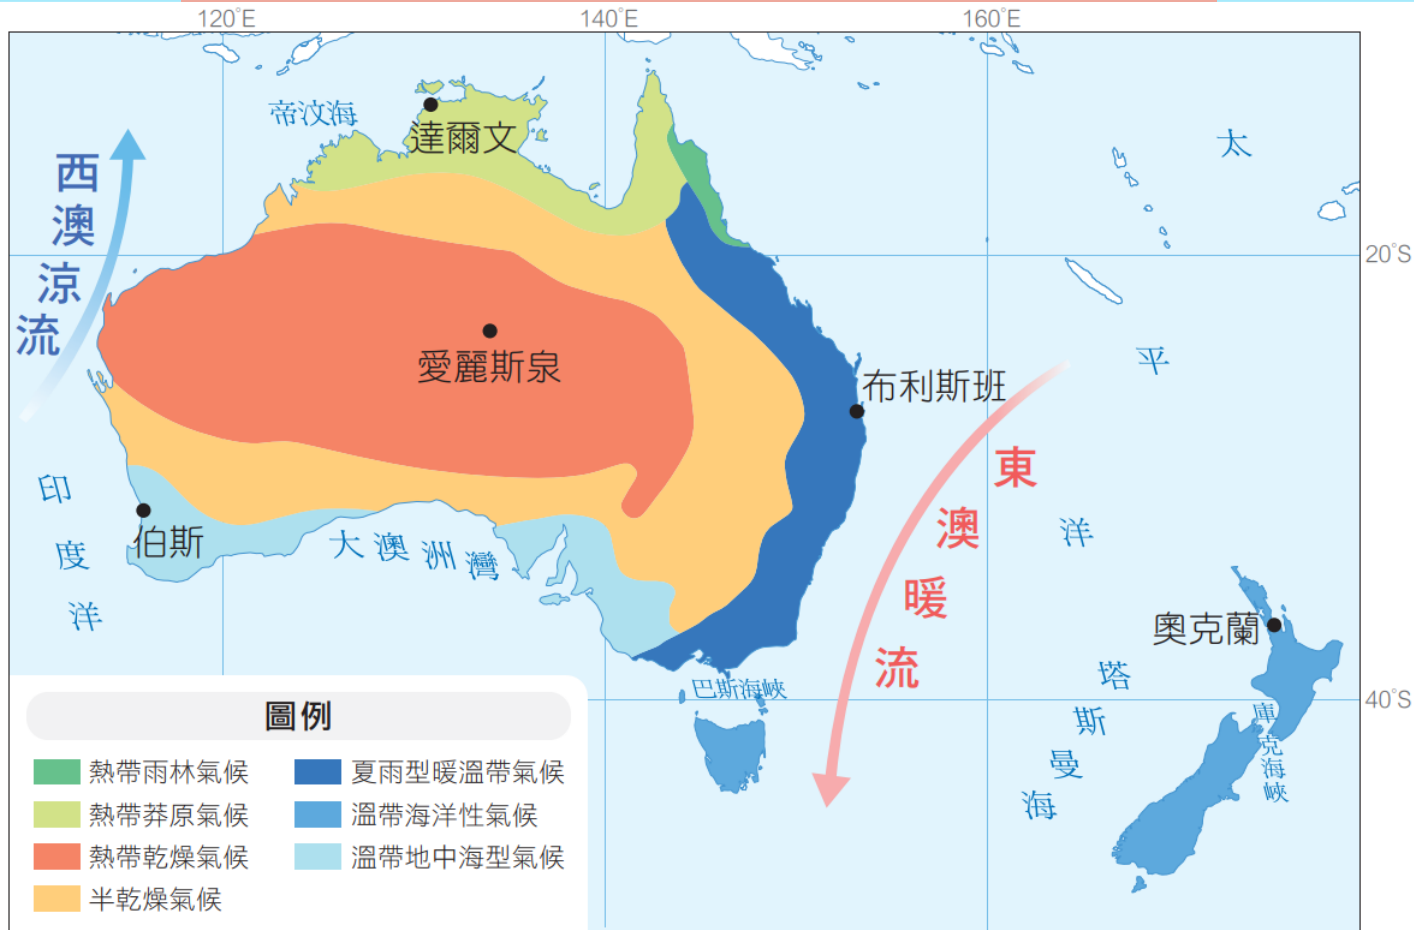 120°E
140°E
160°E
帝汶海
達爾文
太
平
洋
西澳涼流
20°S
愛麗斯泉
布利斯班
東澳暖流
印度洋
伯斯
大澳洲灣
奧克蘭
巴斯海峽
塔斯曼海
庫克海峽
40°S
圖例
熱帶雨林氣候
熱帶莽原氣候
熱帶乾燥氣候
半乾燥氣候
夏雨型暖溫帶氣候
溫帶海洋性氣候
溫帶地中海型氣候